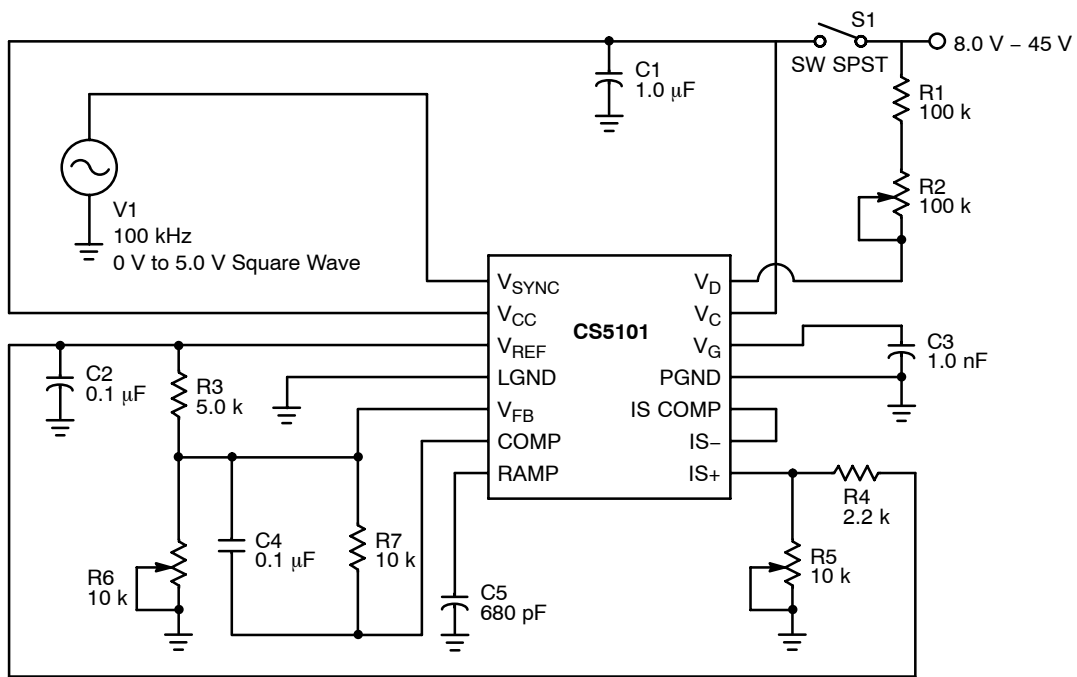 S1
8.0 V – 45 V
SW SPST
C1
1.0 μF
R1
100 k
R2
100 k
V1
100 kHz
0 V to 5.0 V Square Wave
CS5101
VSYNC
VCC
VREF
LGND
VFB
COMP
RAMP
VD
VC
VG
PGND
IS COMP
IS−
IS+
C3
1.0 nF
C2
0.1 μF
R3
5.0 k
R4
2.2 k
R5
10 k
R6
10 k
C4
0.1 μF
R7
10 k
C5
680 pF